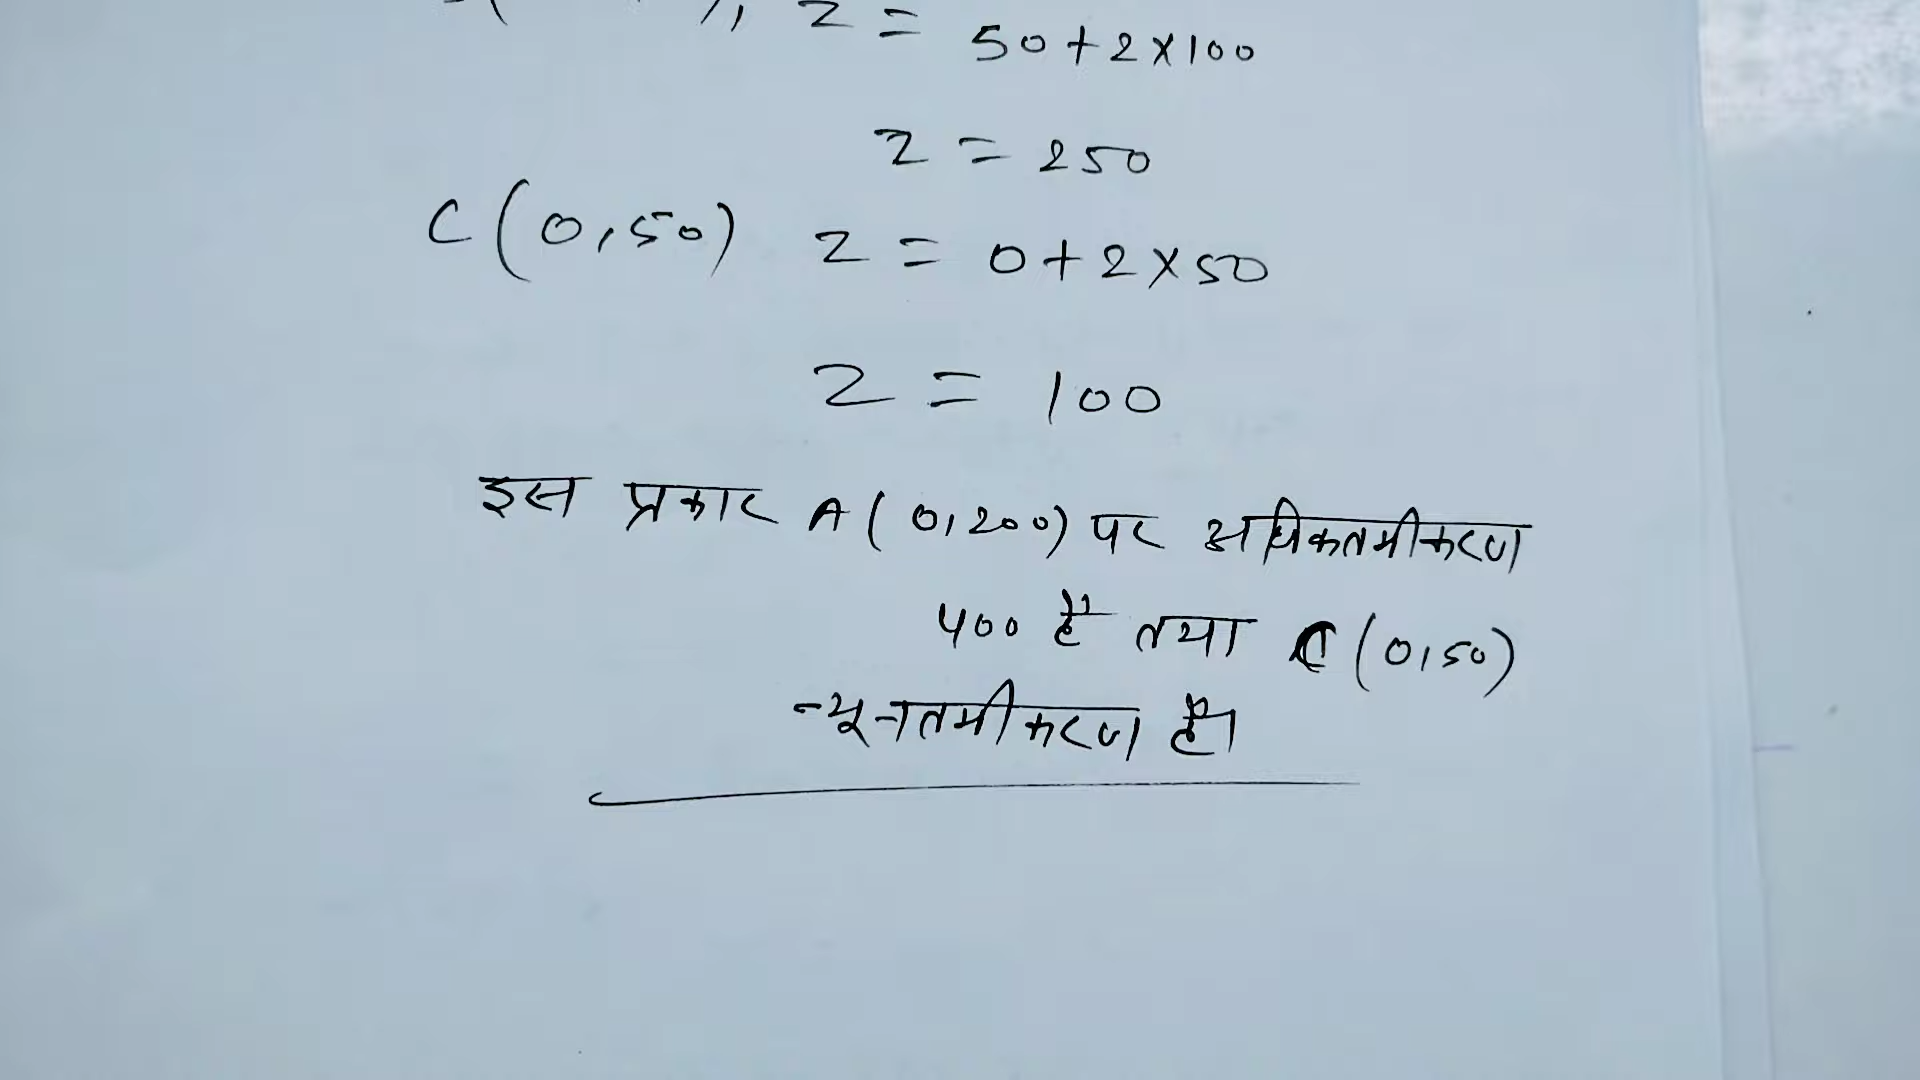 Z = 50+2×100
Z = 250
C(0,50) Z = 0+2×50
Z = 100
इस प्रकार A(0,200) पर अधिकतमीकरण
400 है तथा C(0,50)
न्यूनतमीकरण है।